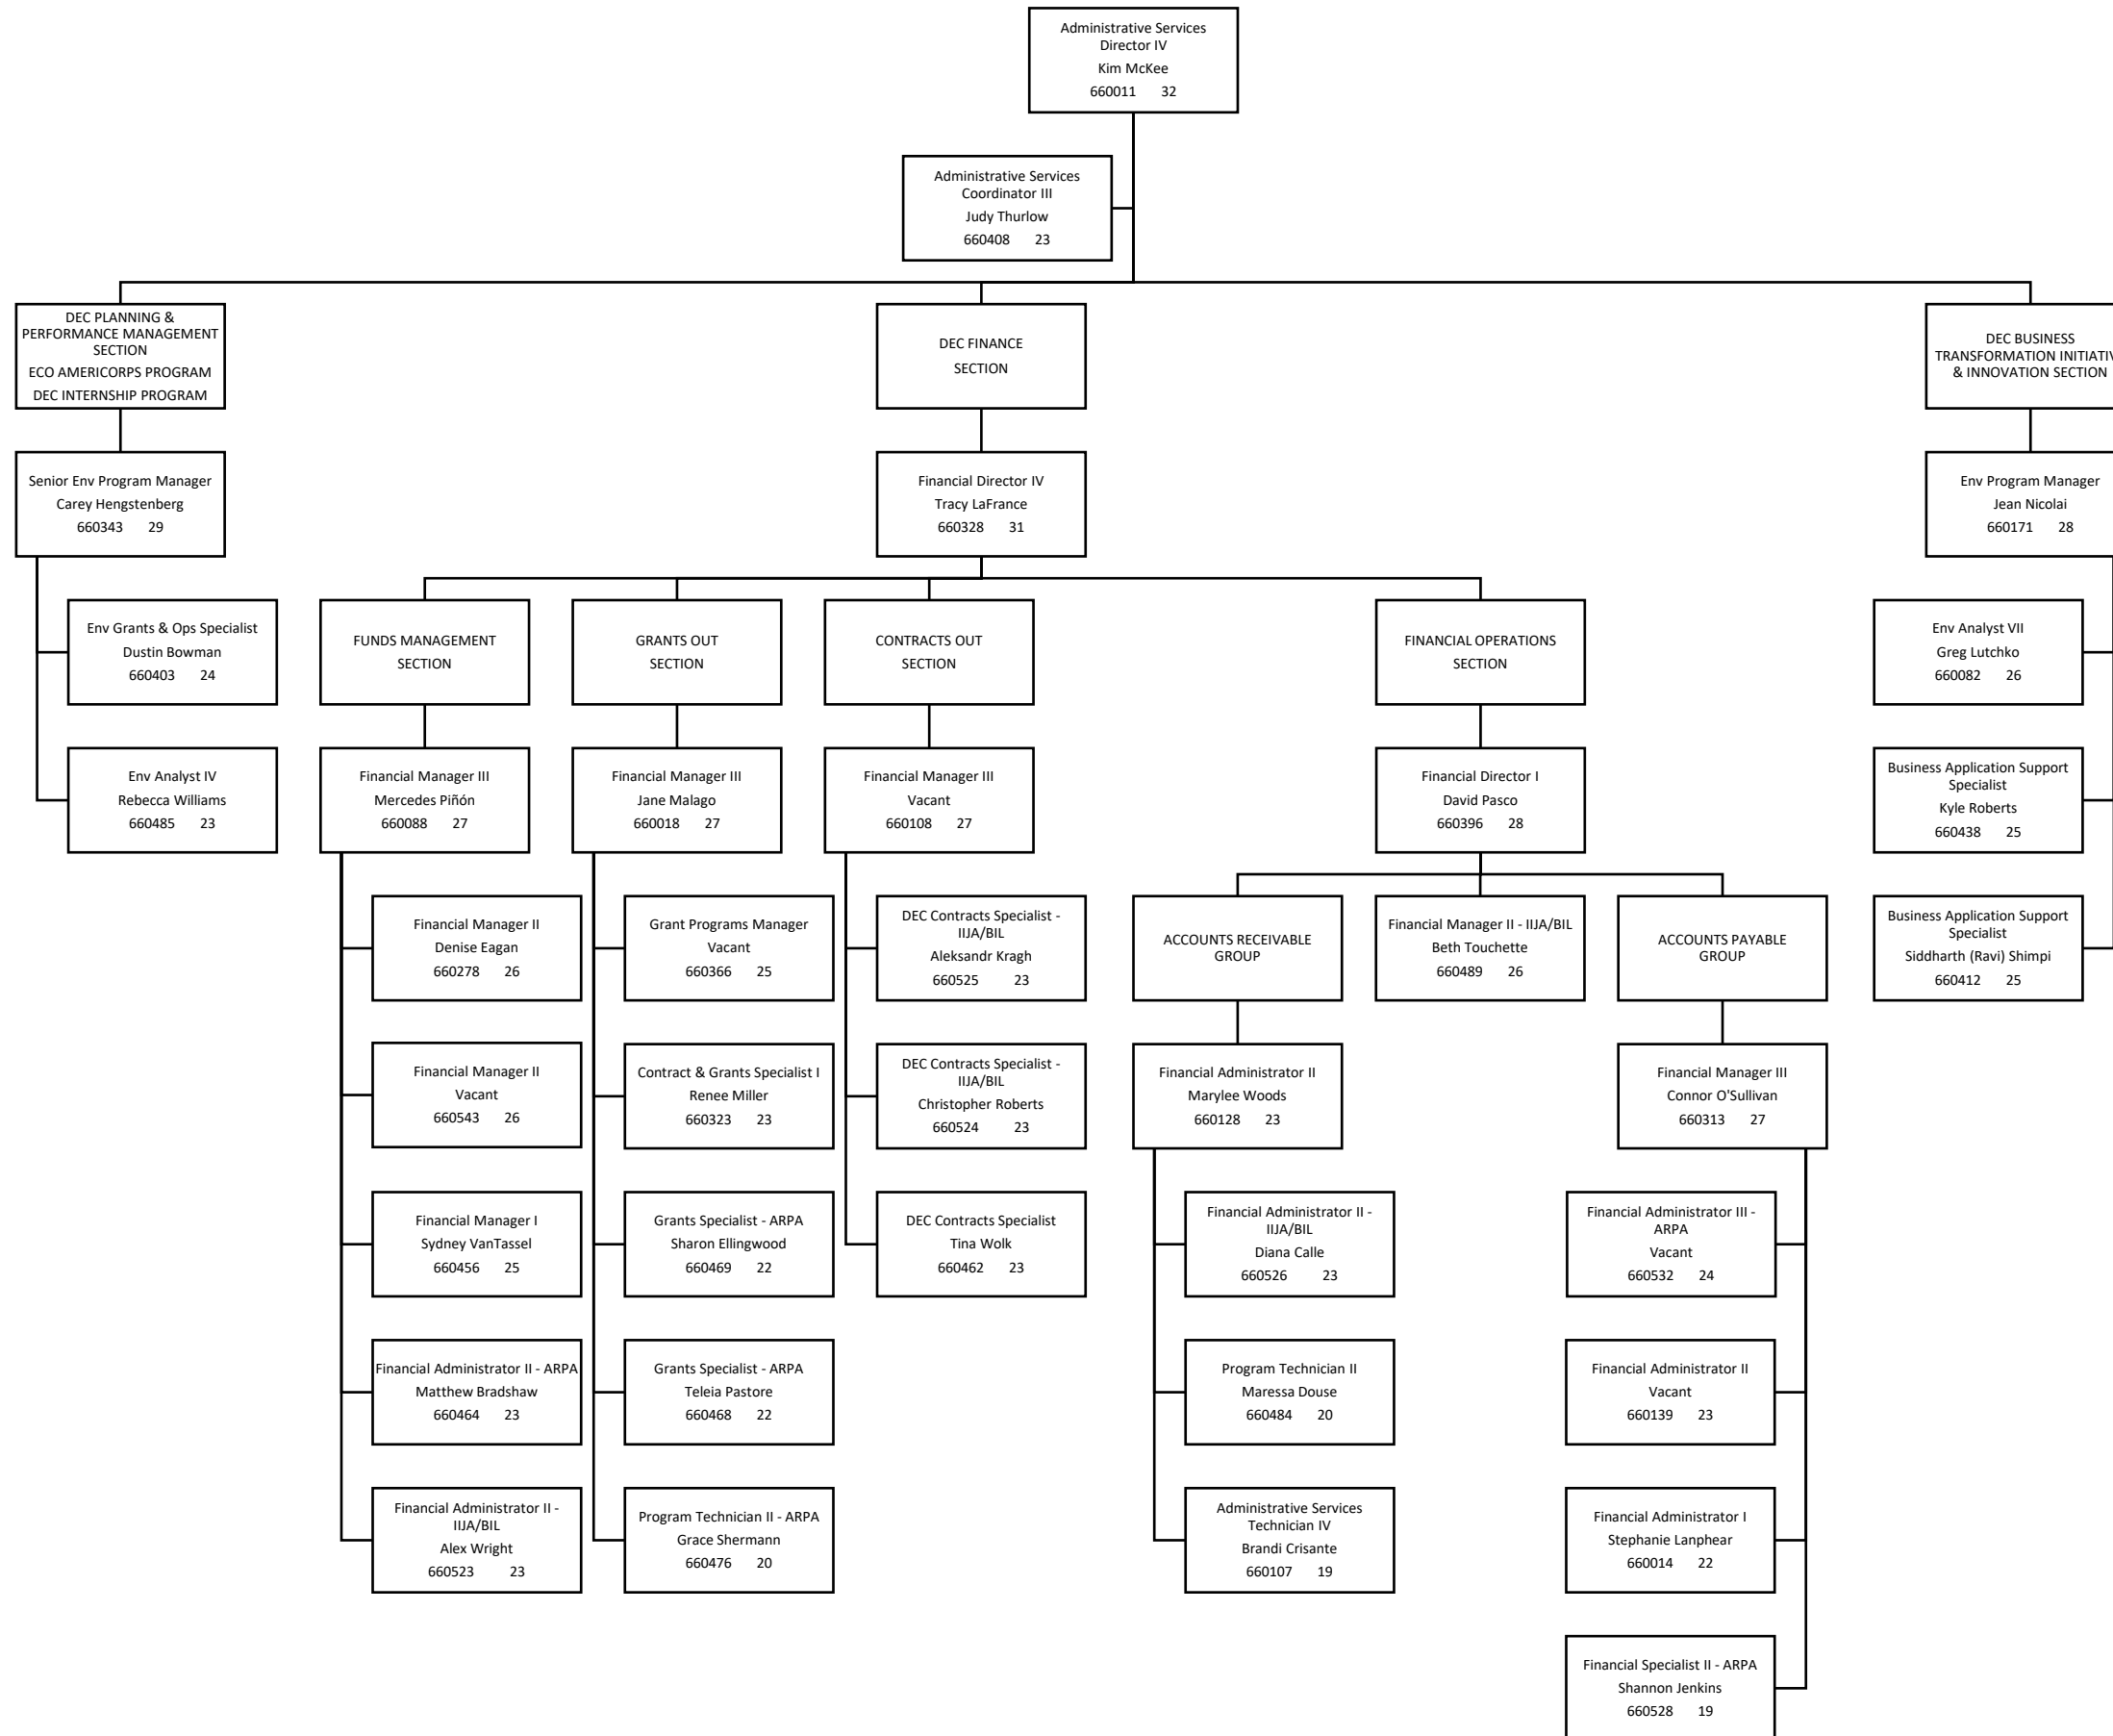 Administrative Services
Director IV
Kim McKee
660011 32
Administrative Services
Coordinator III
Judy Thurlow
660408 23
DEC PLANNING &
PERFORMANCE MANAGEMENT
SECTION
ECO AMERICORPS PROGRAM
DEC INTERNSHIP PROGRAM
DEC FINANCE
SECTION
DEC BUSINESS
TRANSFORMATION INITIATIV
& INNOVATION SECTION
Senior Env Program Manager
Carey Hengstenberg
660343 29
Financial Director IV
Tracy LaFrance
660328 31
Env Program Manager
Jean Nicolai
660171 28
Env Grants & Ops Specialist
Dustin Bowman
660403 24
FUNDS MANAGEMENT
SECTION
GRANTS OUT
SECTION
CONTRACTS OUT
SECTION
FINANCIAL OPERATIONS
SECTION
Env Analyst VII
Greg Lutchko
660082 26
Env Analyst IV
Rebecca Williams
660485 23
Financial Manager III
Mercedes Piñón
660088 27
Financial Manager III
Jane Malago
660018 27
Financial Manager III
Vacant
660108 27
Financial Director I
David Pasco
660396 28
Business Application Support
Specialist
Kyle Roberts
660438 25
Financial Manager II
Denise Eagan
660278 26
Grant Programs Manager
Vacant
660366 25
DEC Contracts Specialist -
IIJA/BIL
Aleksandr Kragh
660525 23
ACCOUNTS RECEIVABLE
GROUP
Financial Manager II - IIJA/BIL
Beth Touchette
660489 26
ACCOUNTS PAYABLE
GROUP
Business Application Support
Specialist
Siddharth (Ravi) Shimpi
660412 25
Financial Manager II
Vacant
660543 26
Contract & Grants Specialist I
Renee Miller
660323 23
DEC Contracts Specialist -
IIJA/BIL
Christopher Roberts
660524 23
Financial Administrator II
Marylee Woods
660128 23
Financial Manager III
Connor O'Sullivan
660313 27
Financial Manager I
Sydney VanTassel
660456 25
Grants Specialist - ARPA
Sharon Ellingwood
660469 22
DEC Contracts Specialist
Tina Wolk
660462 23
Financial Administrator II -
IIJA/BIL
Diana Calle
660526 23
Financial Administrator III -
ARPA
Vacant
660532 24
Financial Administrator II - ARPA
Matthew Bradshaw
660464 23
Grants Specialist - ARPA
Teleia Pastore
660468 22
Program Technician II
Maressa Douse
660484 20
Financial Administrator II
Vacant
660139 23
Financial Administrator II -
IIJA/BIL
Alex Wright
660523 23
Program Technician II - ARPA
Grace Shermann
660476 20
Administrative Services
Technician IV
Brandi Crisante
660107 19
Financial Administrator I
Stephanie Lanphear
660014 22
Financial Specialist II - ARPA
Shannon Jenkins
660528 19